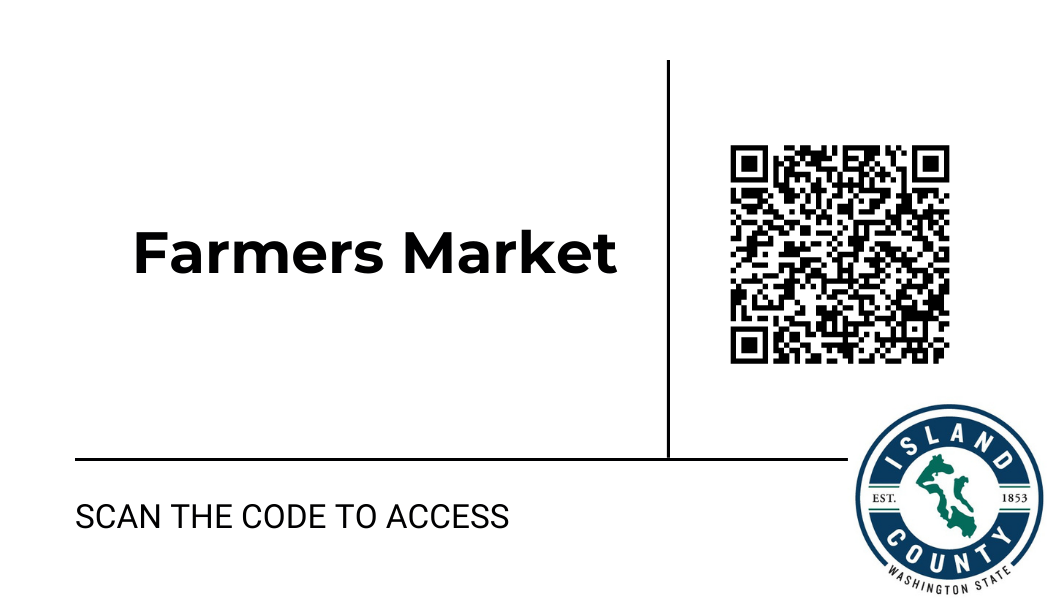 Farmers Market
SCAN THE CODE TO ACCESS
ISLAND
EST. 1853
COUNTY
WASHINGTON STATE